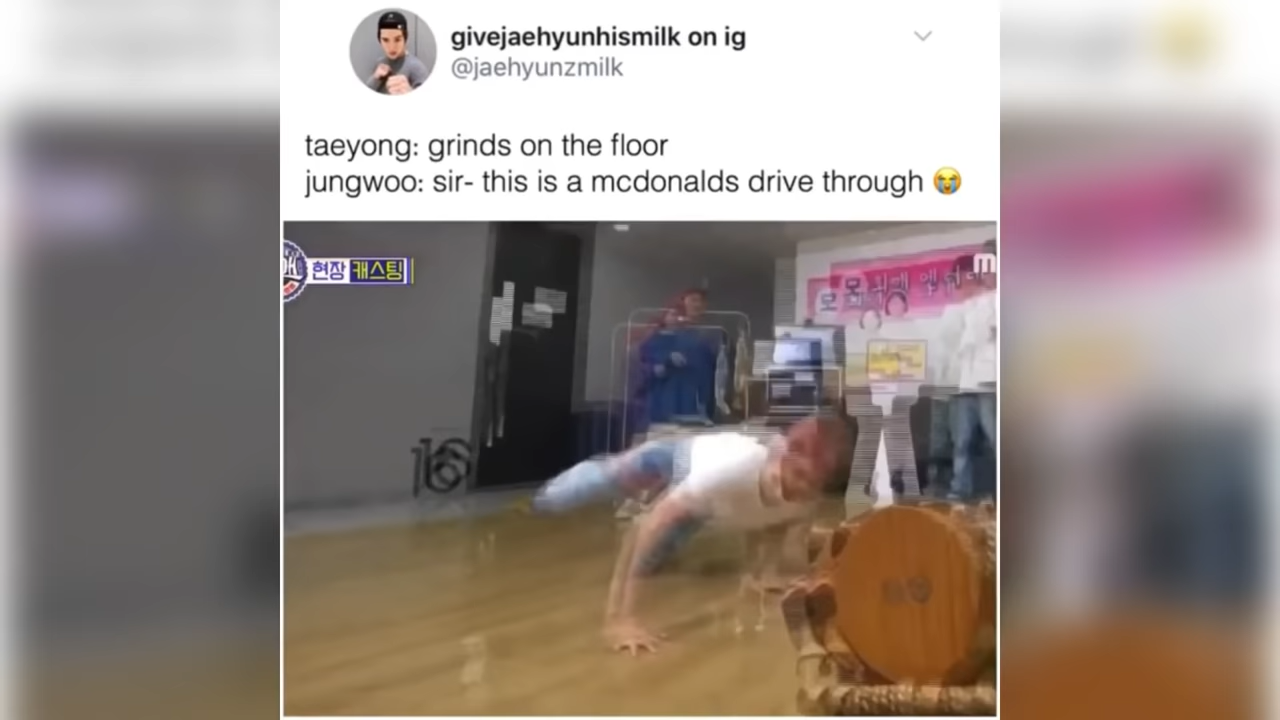 givejaehyunhismilk on ig
@jaehyunzmilk
taeyong: grinds on the floor
jungwoo: sir- this is a mcdonalds drive through 😭
현장 캐스팅